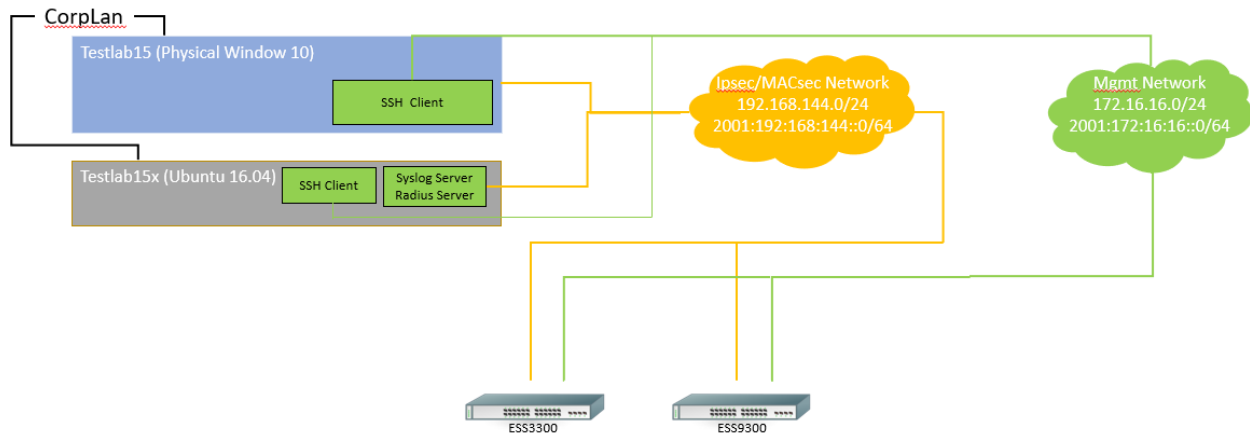 CorpLan
Testlab15 (Physical Window 10)
SSH Client
Ipsec/MACsec Network
192.168.144.0/24
2001:192:168:144::0/64
Mgmt Network
172.16.16.0/24
2001:172:16:16::0/64
Testlab15x (Ubuntu 16.04)
SSH Client
Syslog Server
Radius Server
ESS3300
ESS9300